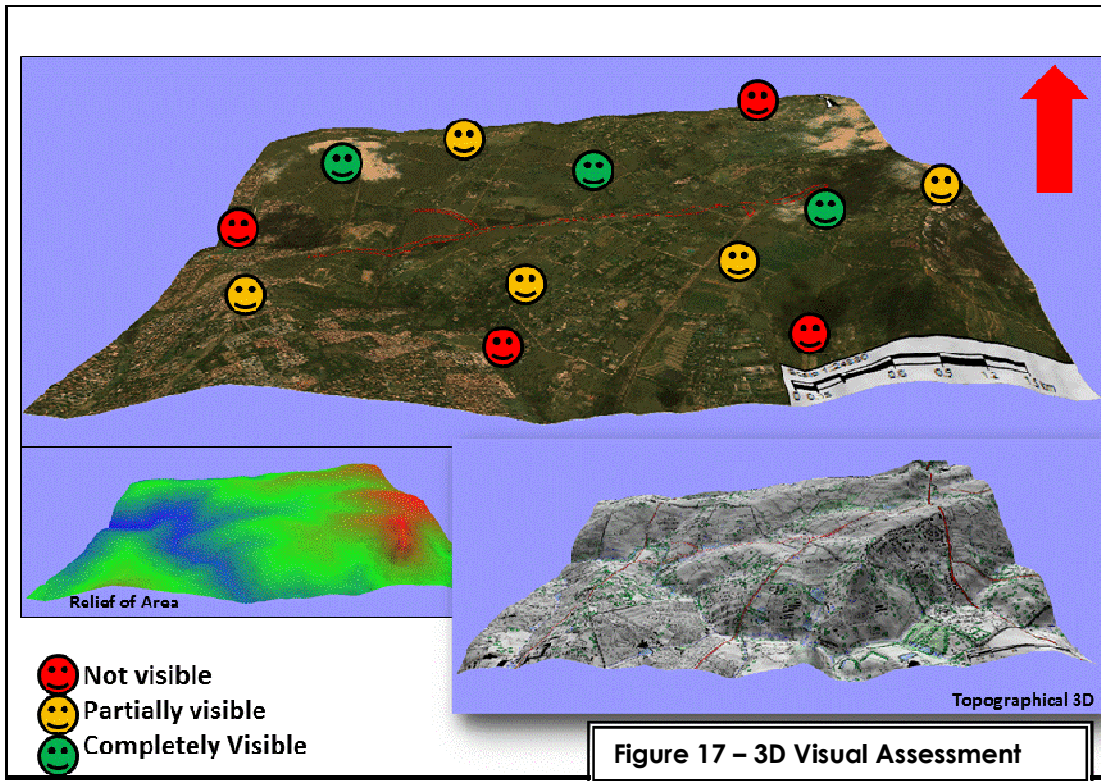 Relief of Area
Topographical 3D
Not visible
Partially visible
Completely Visible
Figure 17 – 3D Visual Assessment